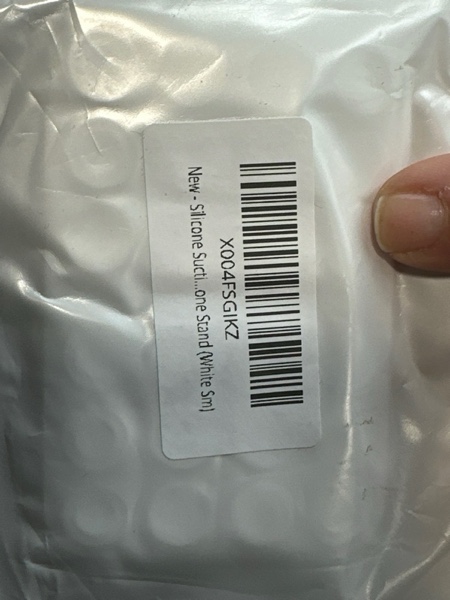 X004FSGIKZ
New - Silicone Sucti...one Stand (White Sm)